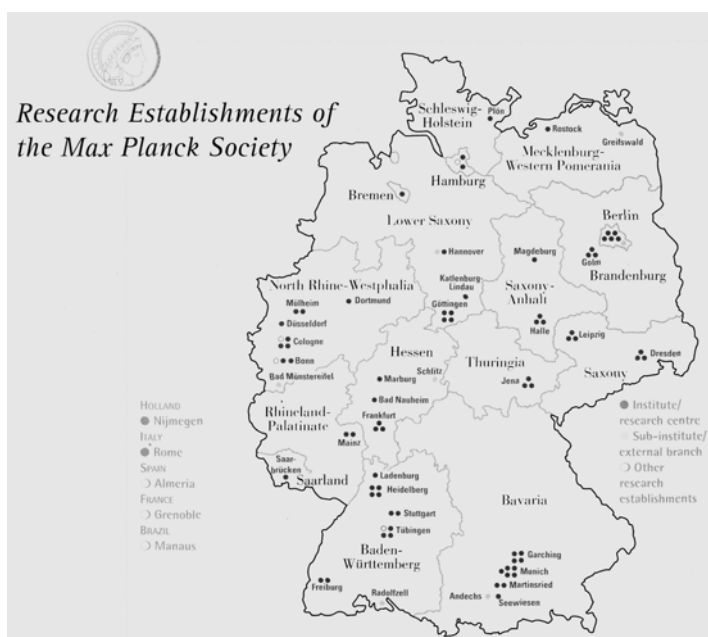 Research Establishments of
the Max Planck Society
Schleswig-
Holstein
Plön
Rostock
Greifswald
Mecklenburg-
Western Pomerania
Hamburg
Bremen
Lower Saxony
Berlin
Hannover
Magdeburg
Golm
Brandenburg
Katlenburg-
Lindau
Saxony-
Anhalt
North Rhine-Westphalia
Mülheim
Dortmund
Göttingen
Düsseldorf
Halle
Leipzig
Cologne
Hessen
Dresden
Bonn
Thuringia
Schlitz
Saxony
Bad Münstereifel
Marburg
Jena
HOLLAND
Nijmegen
ITALY
Rome
SPAIN
Almeria
FRANCE
Grenoble
BRAZIL
Manaus
Bad Nauheim
Rhineland-
Palatinate
Frankfurt
Mainz
Institute/
research centre
Sub-institute/
external branch
Other
research
establishments
Saar-
brücken
Saarland
Ladenburg
Heidelberg
Bavaria
Stuttgart
Tübingen
Baden-
Württemberg
Garching
Munich
Martinsried
Freiburg
Radolfzell
Andechs
Seewiesen